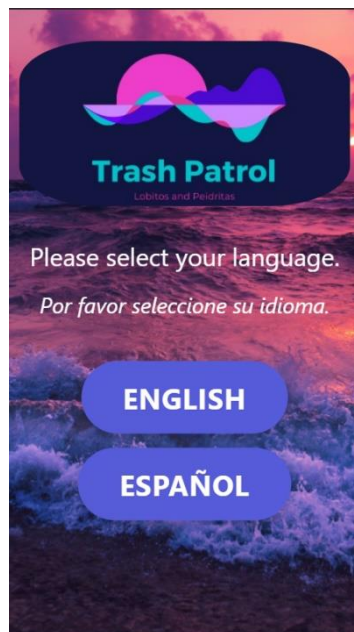 Trash Patrol
Lobitos and Peidritas
Please select your language.
Por favor seleccione su idioma.
ENGLISH
ESPAÑOL